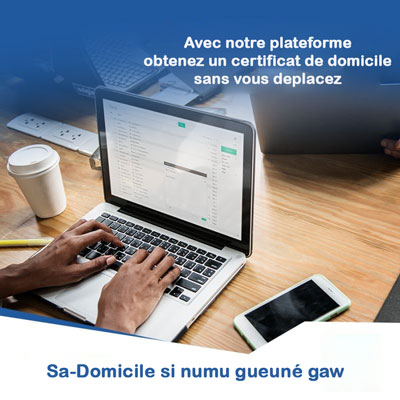 Avec notre plateforme
obtenez un certificat de domicile
sans vous deplacez
Sa-Domicile si numu gueuné gaw